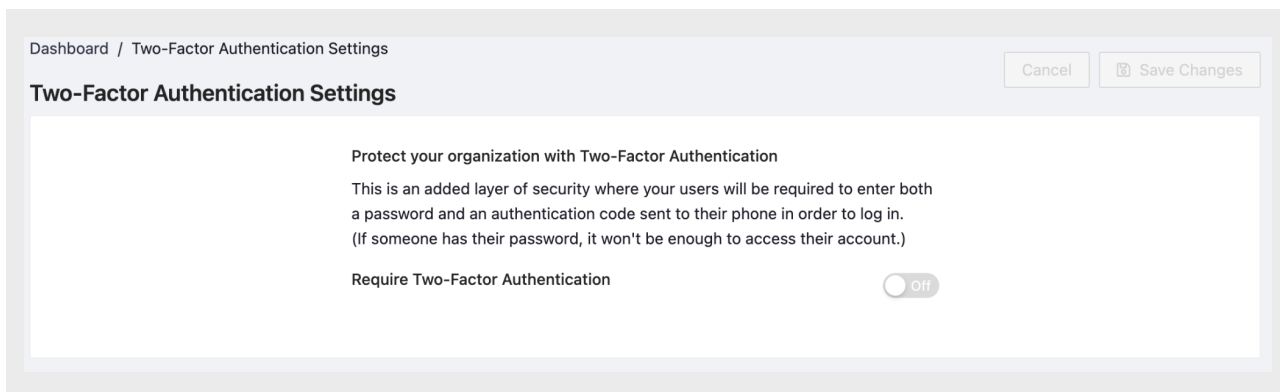 Dashboard / Two-Factor Authentication Settings
Cancel
Save Changes
Two-Factor Authentication Settings
Protect your organization with Two-Factor Authentication
This is an added layer of security where your users will be required to enter both
a password and an authentication code sent to their phone in order to log in.
(If someone has their password, it won't be enough to access their account.)
Require Two-Factor Authentication
Off